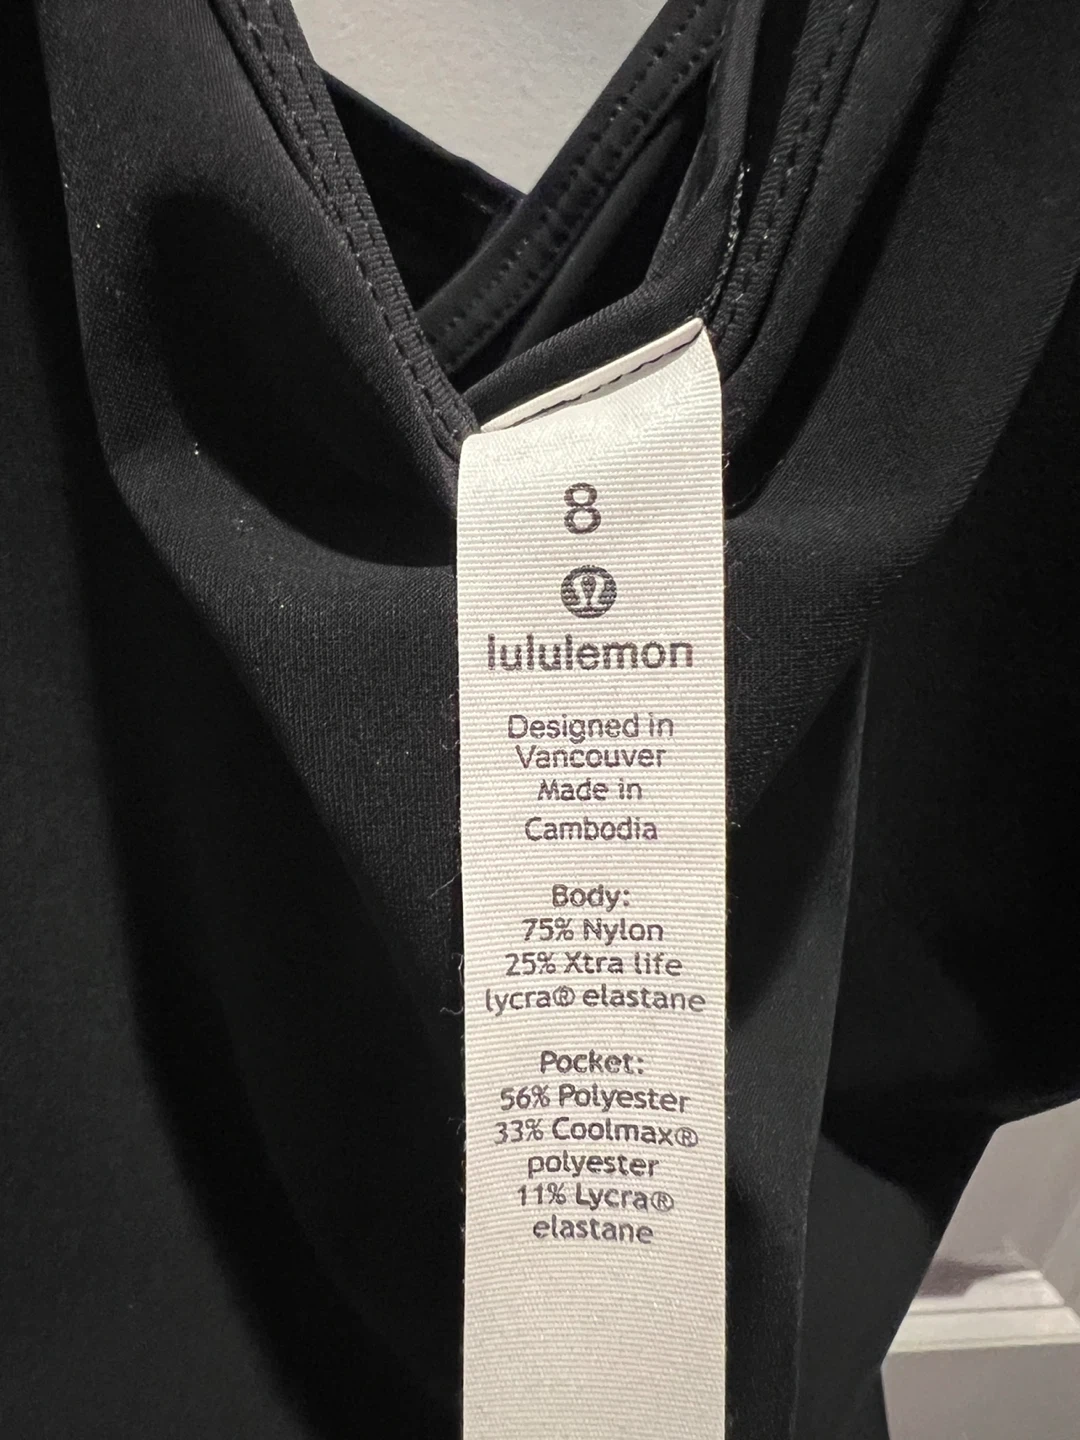 8
lululemon
Designed in
Vancouver
Made in
Cambodia
Body:
75% Nylon
25% Xtra life
lycra® elastane
Pocket:
56% Polyester
33% Coolmax®
polyester
11% Lycra®
elastane